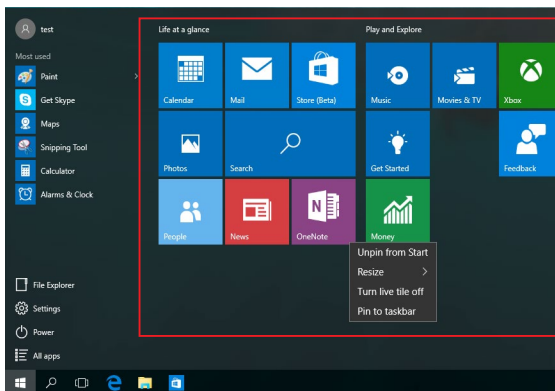 test
Most used
Paint
Get Skype
Maps
Snipping Tool
Calculator
Alarms & Clock
File Explorer
Settings
Power
All apps
Life at a glance
Calendar
Mail
Store (Beta)
Photos
Search
People
News
OneNote
Play and Explore
Music
Movies & TV
Xbox
Get Started
Feedback
Money
Unpin from Start
Resize
Turn live tile off
Pin to taskbar